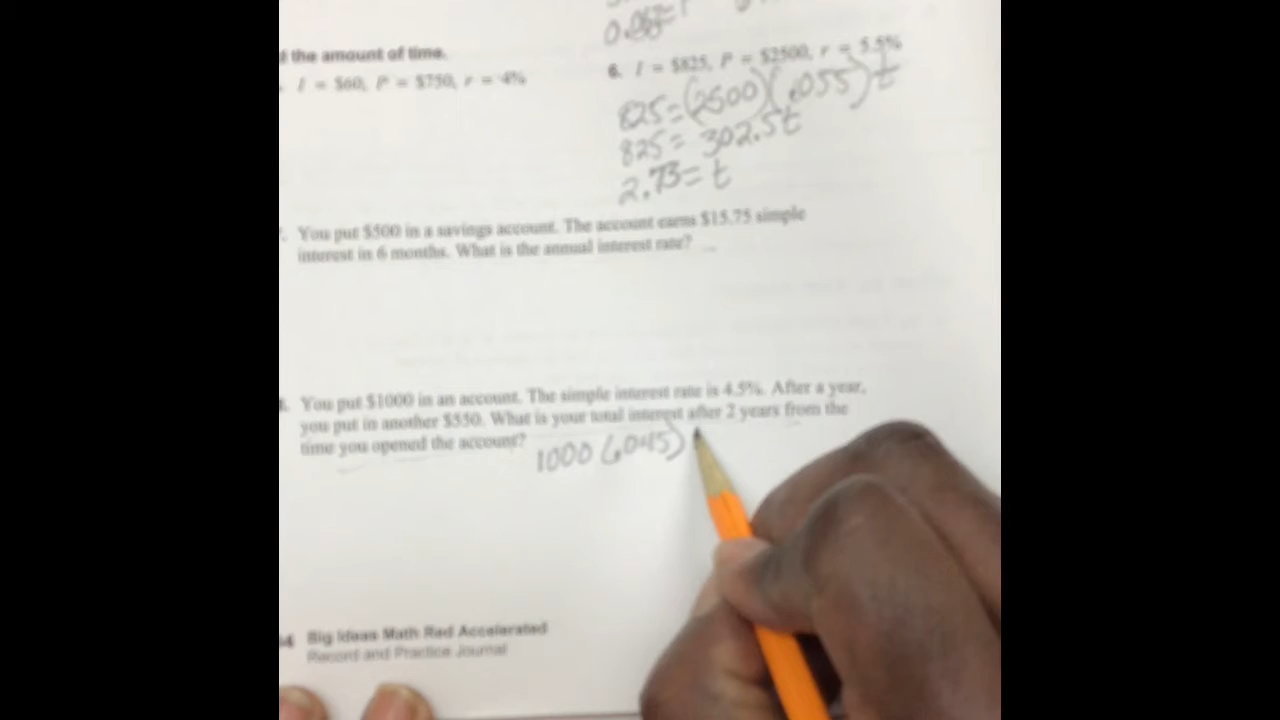 the amount of time.
I = $60, P = $750, r = 4%
6. I = $825, P = $2500, r = 5.5%
825=(2500)(.055)t
825= 302.5t
2.73=t
You put $500 in a savings account. The account earns $15.75 simple
interest in 6 months. What is the annual interest rate?
You put $1000 in an account. The simple interest rate is 4.5%. After a year,
you put in another $550. What is your total interest after 2 years from the
time you opened the account?
1000 (.045)
Big Ideas Math Red Accelerated
Record and Practice Journal